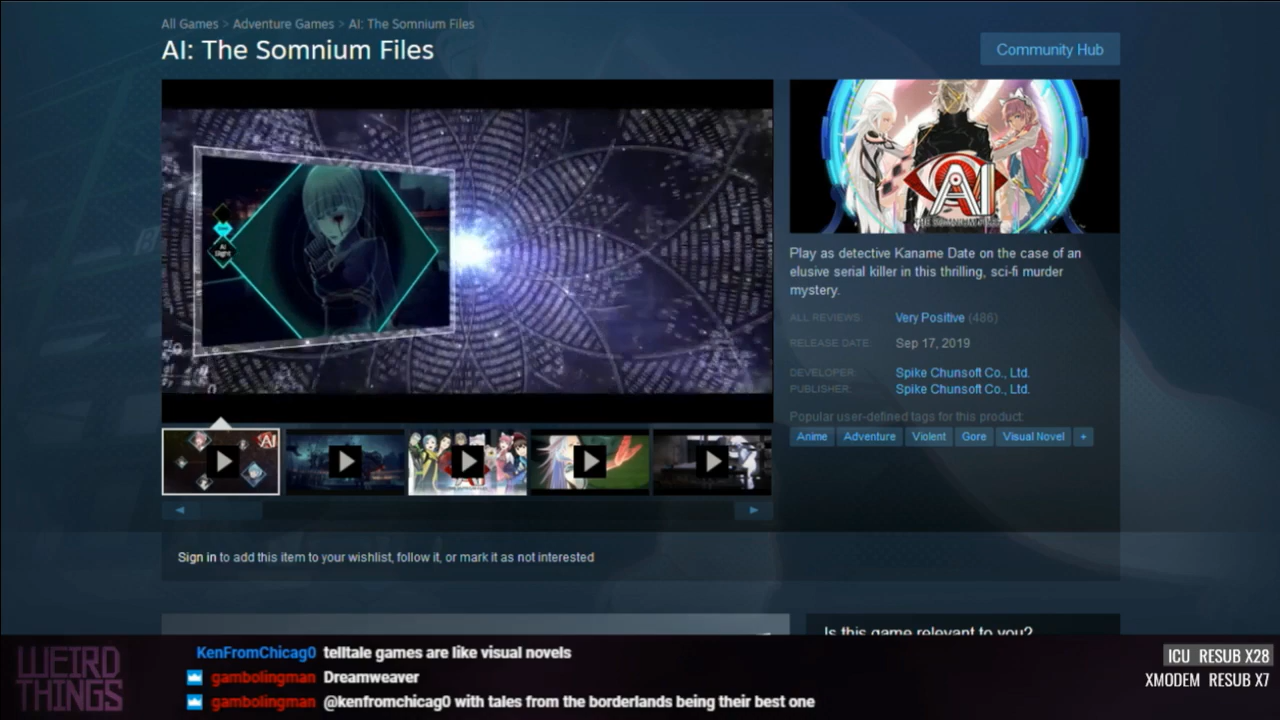 All Games > Adventure Games > AI: The Somnium Files
AI: The Somnium Files
Community Hub
AI
Play as detective Kaname Date on the case of an
elusive serial killer in this thrilling, sci-fi murder
mystery.
ALL REVIEWS: Very Positive (486)
RELEASE DATE: Sep 17, 2019
DEVELOPER: Spike Chunsoft Co., Ltd.
PUBLISHER: Spike Chunsoft Co., Ltd.
Popular user-defined tags for this product:
Anime Adventure Violent Gore Visual Novel +
AI
Sign in to add this item to your wishlist, follow it, or mark it as not interested
Is this game relevant to you?
WEIRD
THINGS
KenFromChicag0 telltale games are like visual novels
gambolingman Dreamweaver
gambolingman @kenfromchicag0 with tales from the borderlands being their best one
ICU RESUB X28
XMODEM RESUB X7